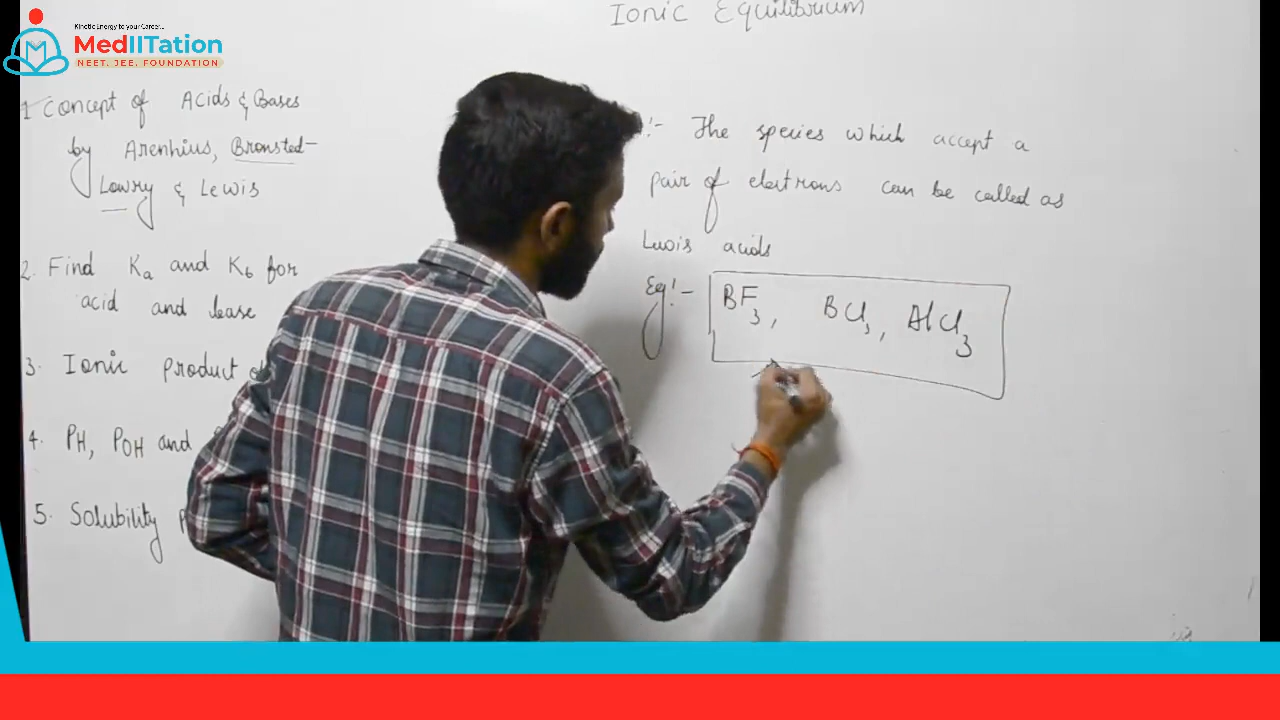 Kinetic Energy to your Career...
MedIITation
NEET, JEE, FOUNDATION
Ionic Equilibrium
1 Concept of Acids & Bases
by Arenhius, Bronsted-
Lowry & Lewis
2. Find Ka and Kb for
acid and base
3. Ionic product
4. PH, POH and
5. Solubility
:- The species which accept a
pair of electrons can be called as
Lewis acids
Eg:- BF3, BCl3, AlCl3